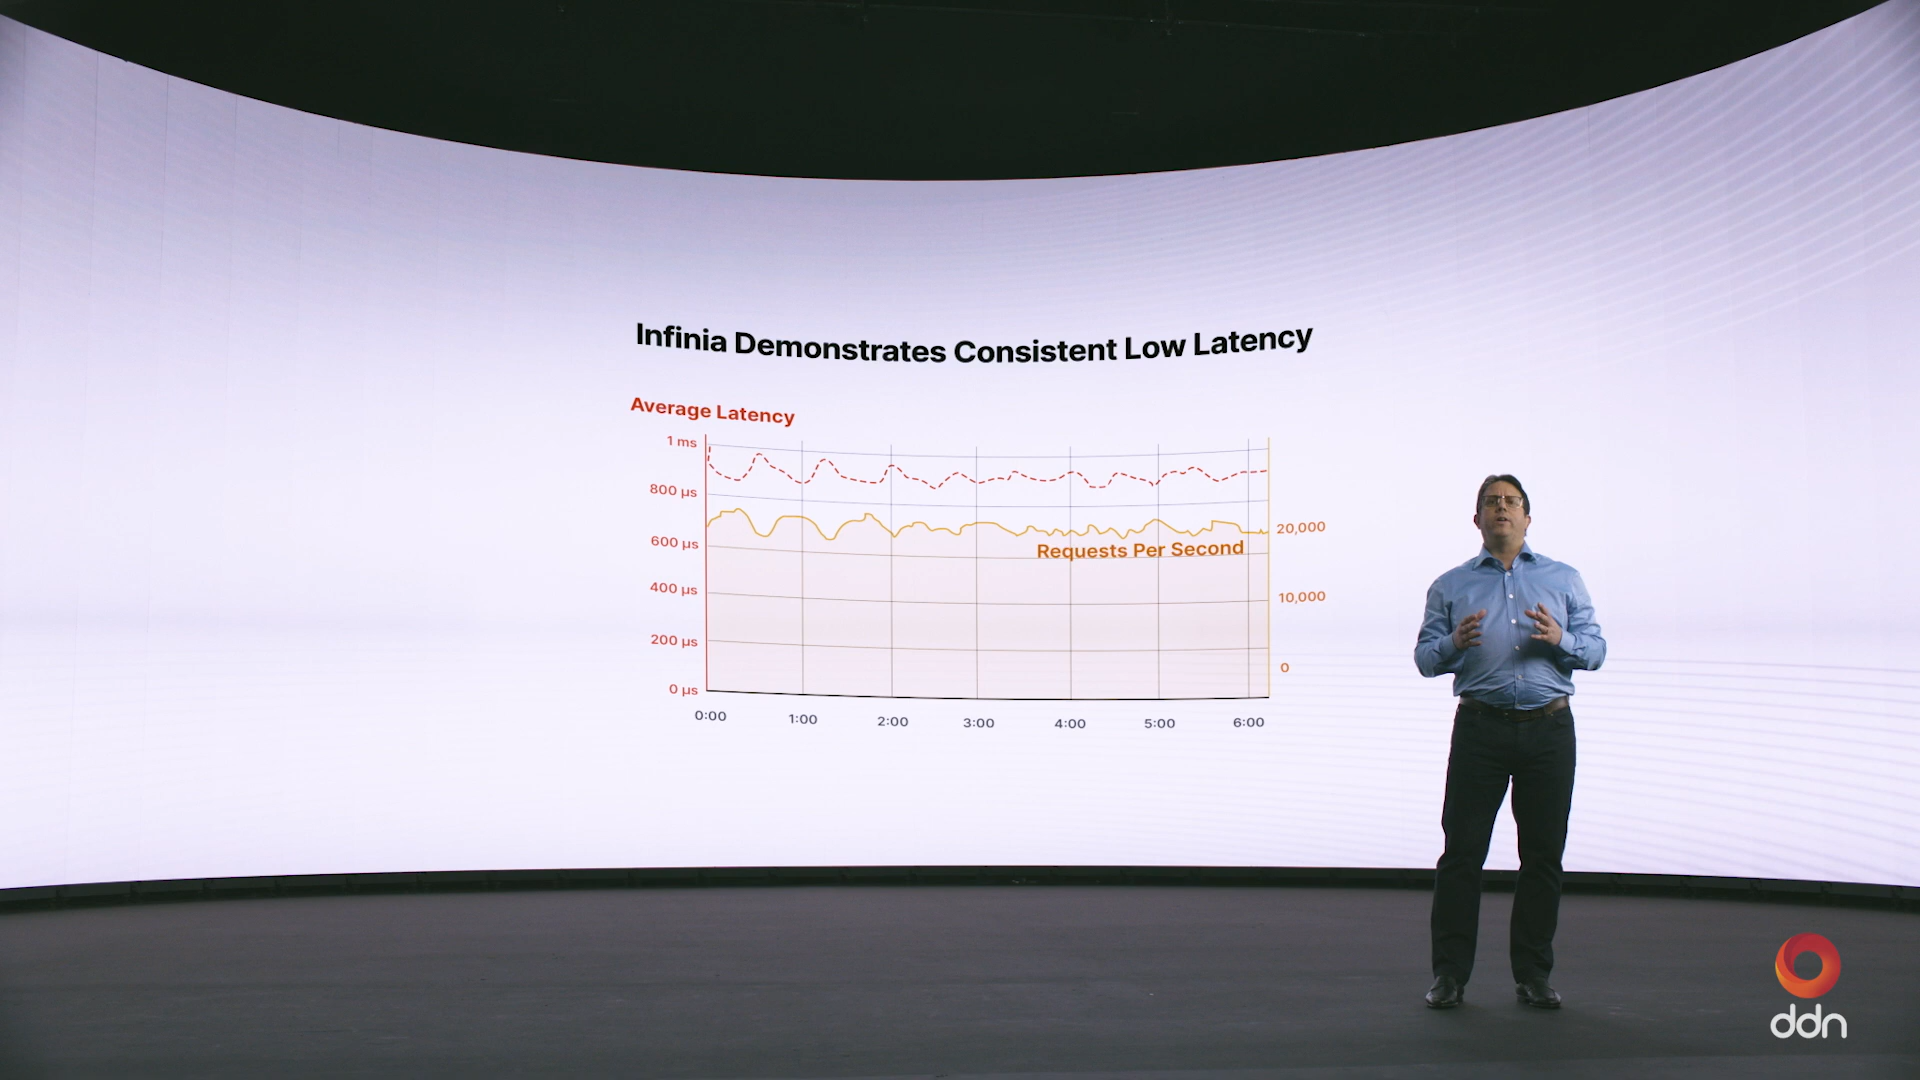 Infinia Demonstrates Consistent Low Latency
Average Latency
1 ms
800 µs
600 µs
400 µs
200 µs
0 µs
20,000
10,000
0
Requests Per Second
0:00 1:00 2:00 3:00 4:00 5:00 6:00
ddn